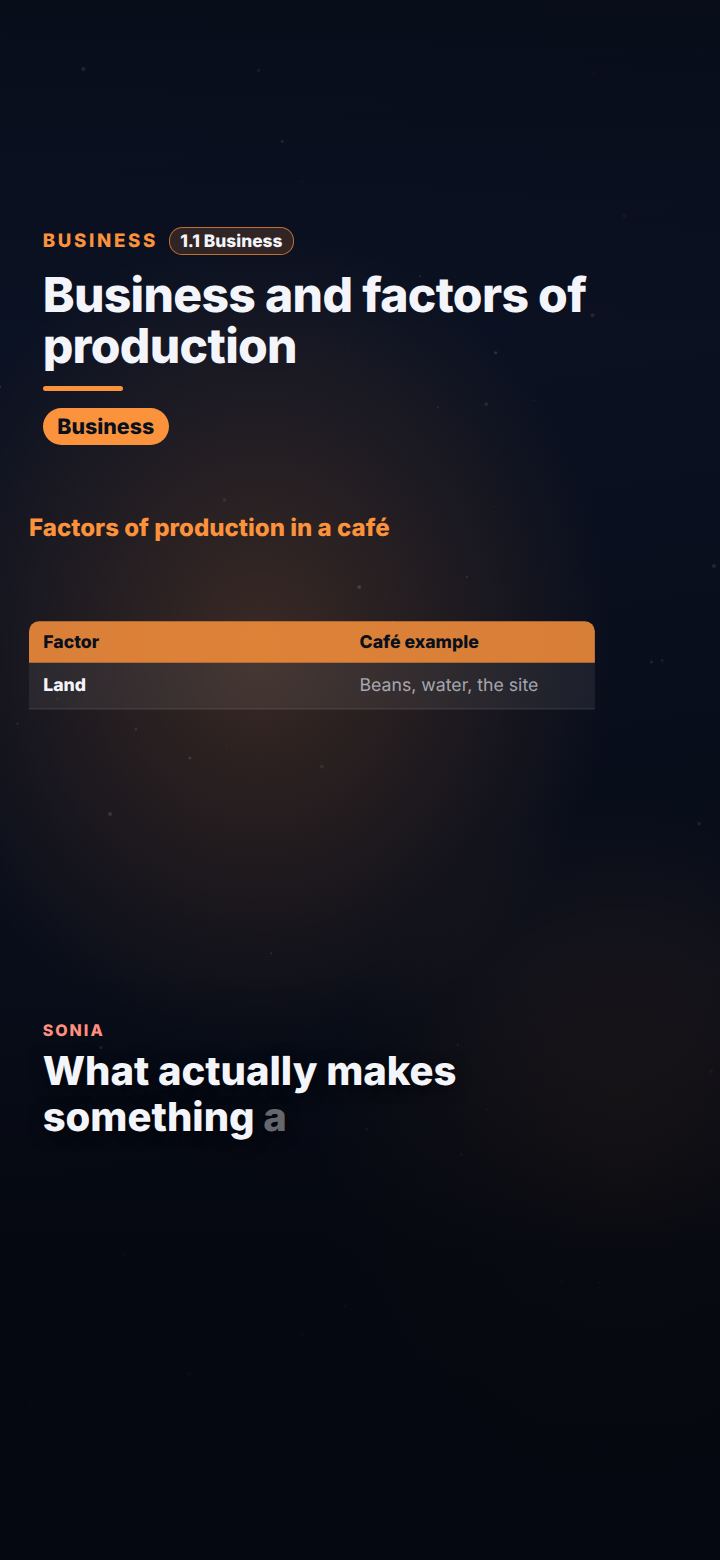 BUSINESS 1.1 Business
Business and factors of
production
Business
Factors of production in a café
Factor Café example
Land Beans, water, the site
SONIA
What actually makes
something a